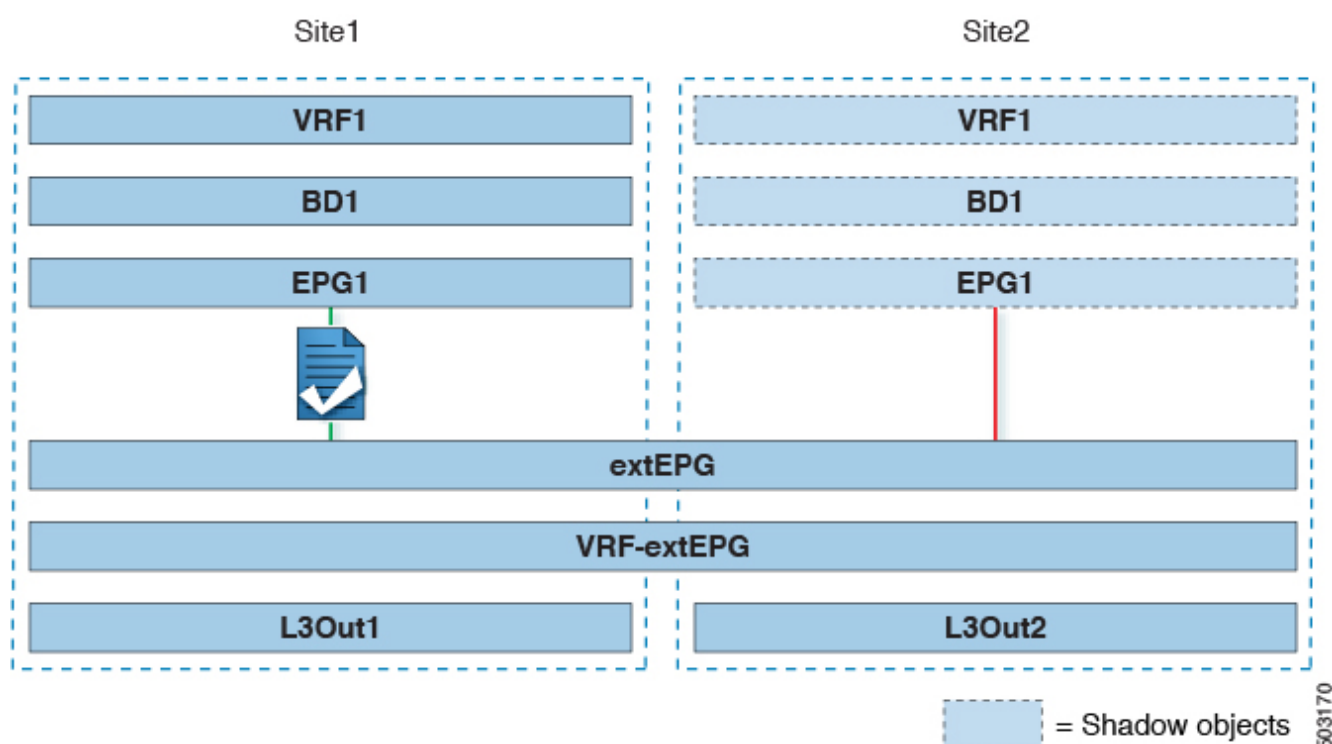 Site1
Site2
VRF1
VRF1
BD1
BD1
EPG1
EPG1
extEPG
VRF-extEPG
L3Out1
L3Out2
= Shadow objects
503170